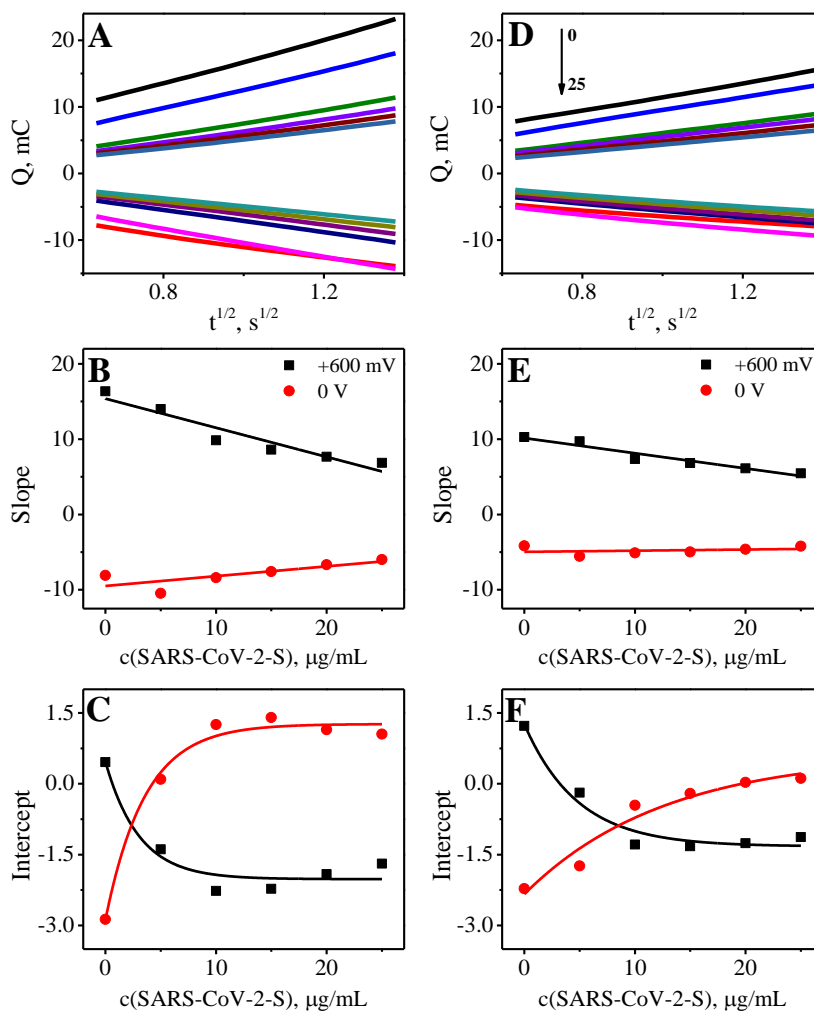 A
20
10
0
-10
Q, mC
0.8
1.2
t^{1/2}, s^{1/2}
D
0
25
20
10
0
-10
Q, mC
0.8
1.2
t^{1/2}, s^{1/2}
B
+600 mV
0 V
20
10
0
-10
Slope
0
10
20
c(SARS-CoV-2-S), μg/mL
E
+600 mV
0 V
20
10
0
-10
Slope
0
10
20
c(SARS-CoV-2-S), μg/mL
C
1.5
0.0
-1.5
-3.0
Intercept
0
10
20
c(SARS-CoV-2-S), μg/mL
F
1.5
0.0
-1.5
-3.0
Intercept
0
10
20
c(SARS-CoV-2-S), μg/mL